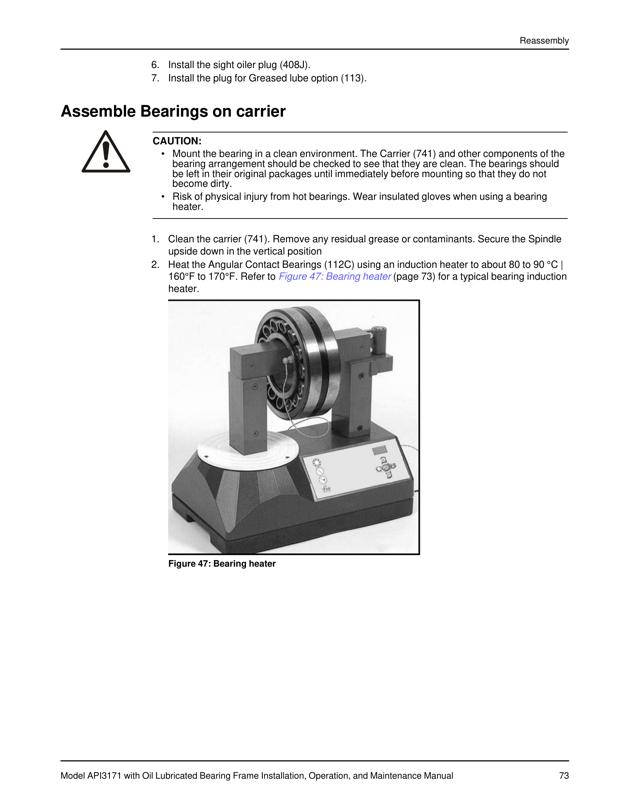 Reassembly
6. Install the sight oiler plug (408J).
7. Install the plug for Greased lube option (113).
Assemble Bearings on carrier
CAUTION:
• Mount the bearing in a clean environment. The Carrier (741) and other components of the
bearing arrangement should be checked to see that they are clean. The bearings should
be left in their original packages until immediately before mounting so that they do not
become dirty.
• Risk of physical injury from hot bearings. Wear insulated gloves when using a bearing
heater.
1. Clean the carrier (741). Remove any residual grease or contaminants. Secure the Spindle
upside down in the vertical position
2. Heat the Angular Contact Bearings (112C) using an induction heater to about 80 to 90 °C |
160°F to 170°F. Refer to Figure 47: Bearing heater (page 73) for a typical bearing induction
heater.
Figure 47: Bearing heater
Model API3171 with Oil Lubricated Bearing Frame Installation, Operation, and Maintenance Manual 73